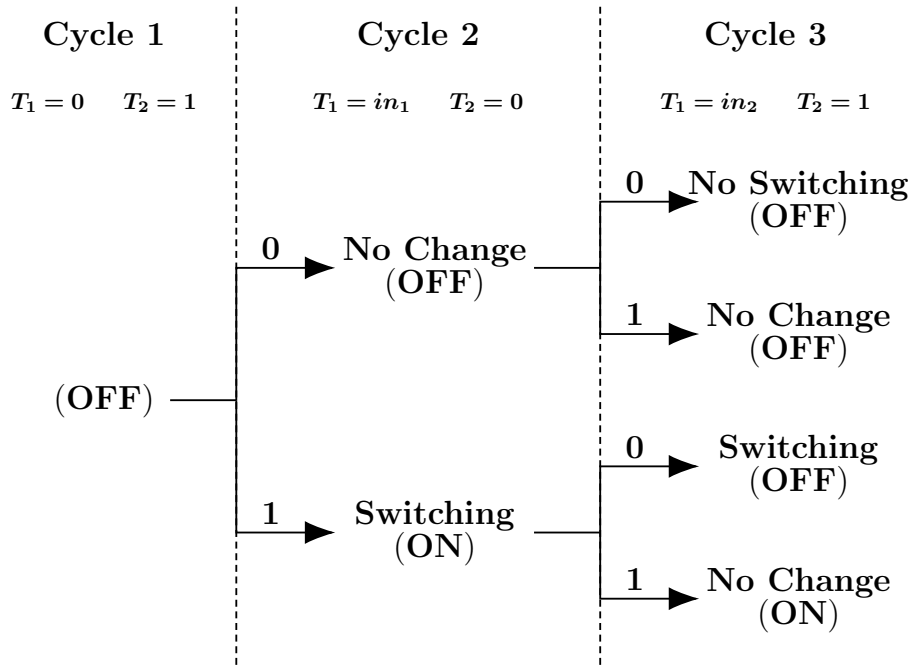 Cycle 1
Cycle 2
Cycle 3
T₁ = 0 T₂ = 1
T₁ = in₁ T₂ = 0
T₁ = in₂ T₂ = 1
(OFF)
0
No Change
(OFF)
1
Switching
(ON)
0
No Switching
(OFF)
1
No Change
(OFF)
0
Switching
(OFF)
1
No Change
(ON)